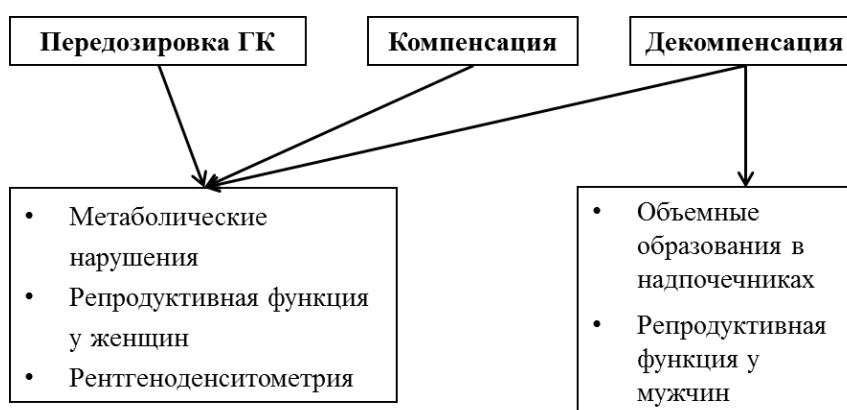 Передозировка ГК
Компенсация
Декомпенсация
• Метаболические
нарушения
• Репродуктивная функция
у женщин
• Рентгеноденситометрия
• Объемные
образования в
надпочечниках
• Репродуктивная
функция у
мужчин